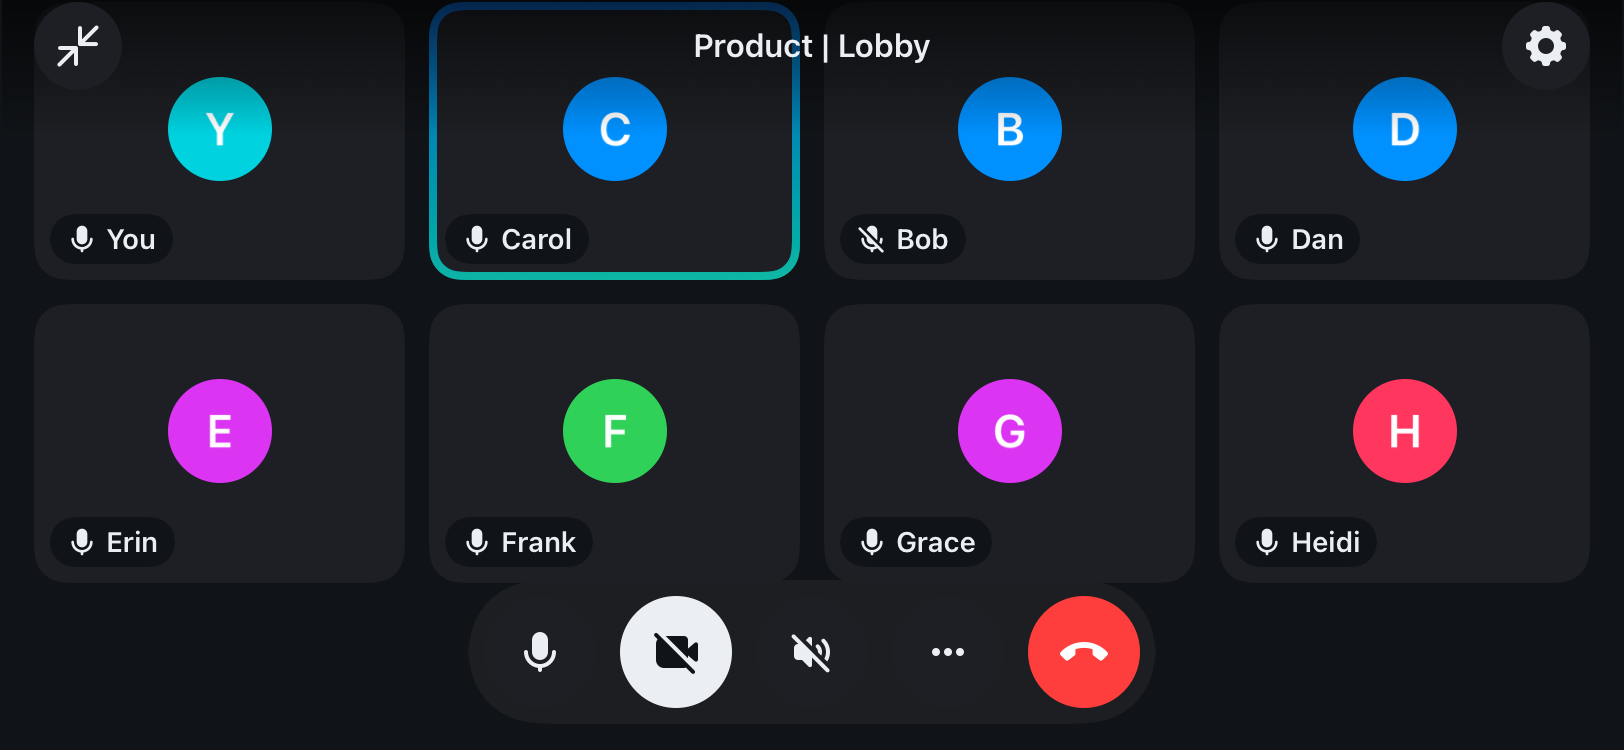 Product | Lobby
Y
C
B
D
You
Carol
Bob
Dan
E
F
G
H
Erin
Frank
Grace
Heidi